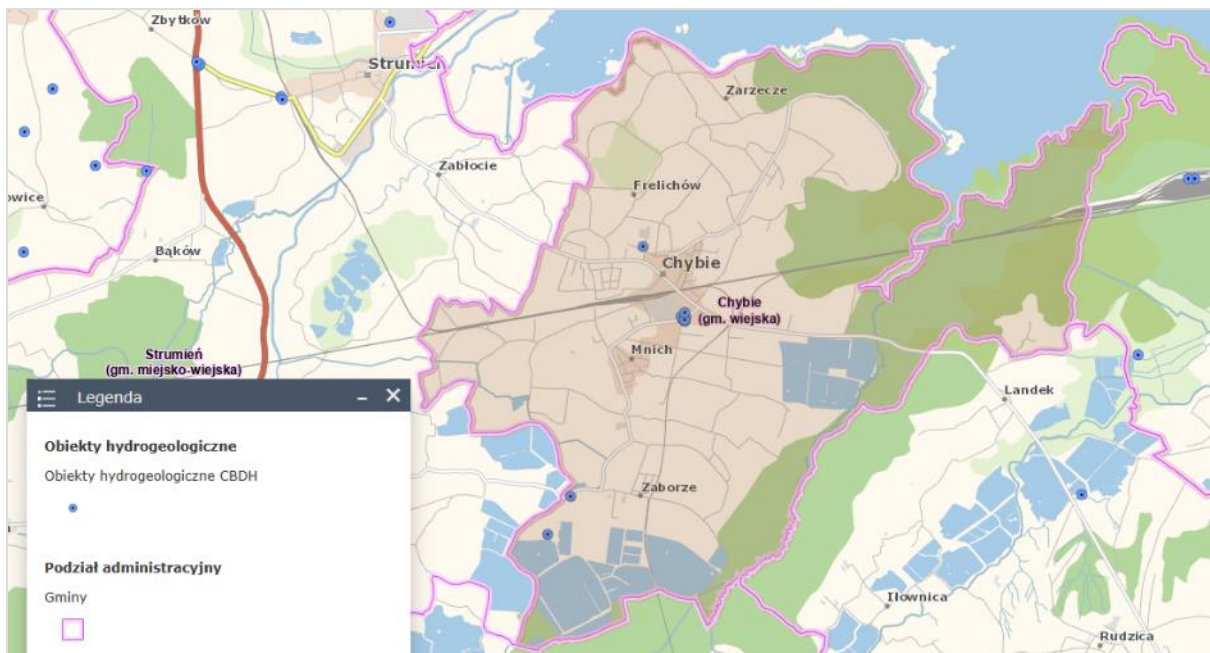 Zbytków
Strumień
Zarzecze
Zabłocie
Frelichów
owice
Bąków
Chybie
Chybie
(gm. wiejska)
Mnich
Strumień
(gm. miejsko-wiejska)
Landek
Legenda
Obiekty hydrogeologiczne
Obiekty hydrogeologiczne CBDH
Zaborze
Podział administracyjny
Gminy
Iłownica
Rudzica